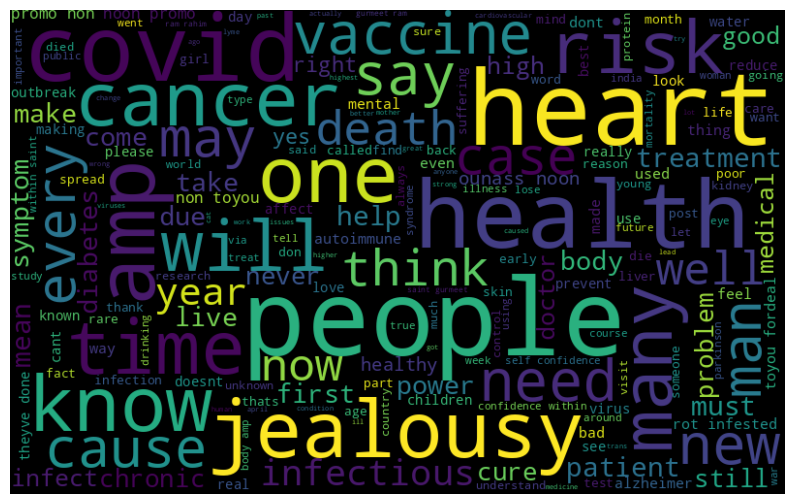 promo non noon promo day past actually gurmeet ram cardiovascular
went ram rahim ago lyme
covid vaccine risk good
important public died girl sure mind dont month water protein try
right high best india woman reduce
outbreak cancer say word look going
make type mental suffering heart mortality
making come may yes death case life care want
change better mother highest
please said calledfind great back really treatment thing
world even reason
symptom within saint spread one ounass noon used poor kidney
wrong viruses take non toyou always illness lose young
every amp due affect help anyone strong syndrome made use post eye medical
diabetes will via tell don autoimmune health let future
cat work issues caused
study treat higher think early body die lead
research never doctor prevent liver well
thank year love skin saint gurmeet
known rare live people much true control using course feel problem man toyou fordeal
mean cant way drinking time now got week self confidence visit parkinson someone
fact infection doesnt healthy part need many
theyve done know unknown first power children virus around must
thats april age country confidence within
human condition ill
cause body amp jealousy bad see trans rot infested new
infect chronic real infectious cure understand medicine patient test alzheimer still war